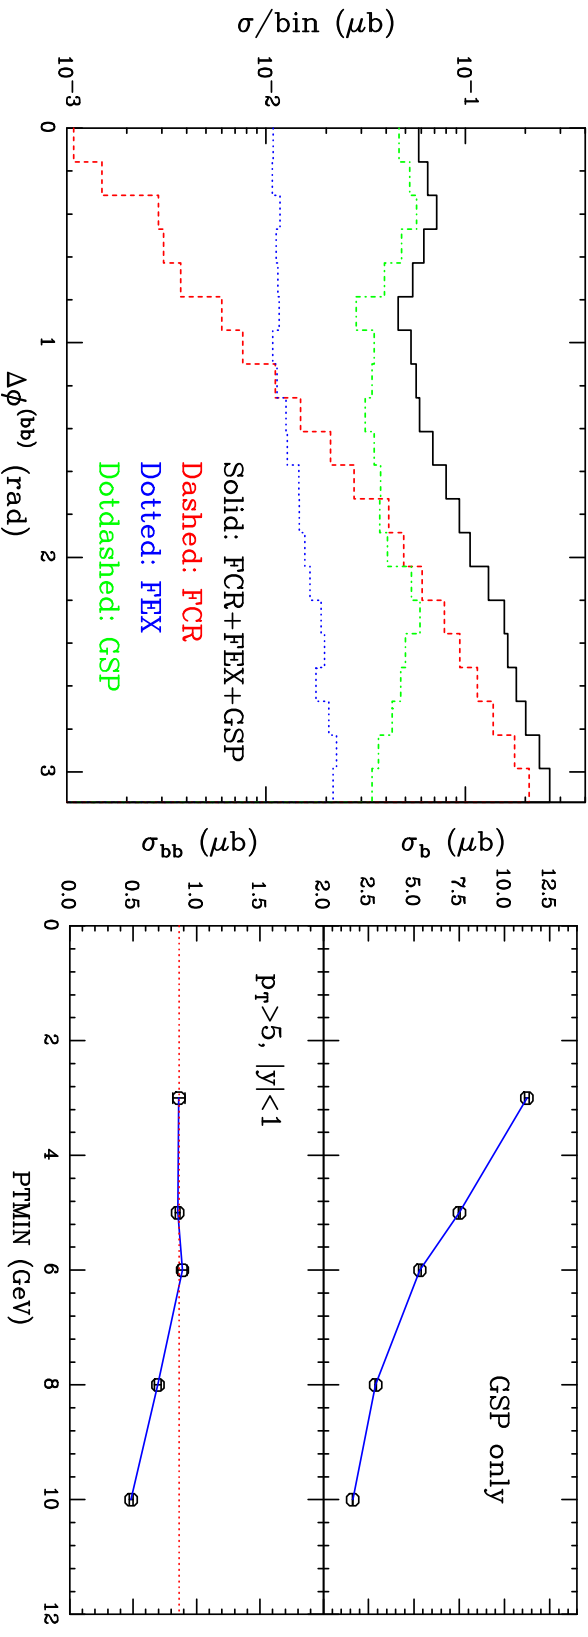 σ/bin (μb)
10⁻¹
10⁻²
10⁻³
0
1
2
3
Δϕ⁽ᵇᵇ⁾ (rad)
Solid: FCR+FEX+GSP
Dashed: FCR
Dotted: FEX
Dotdashed: GSP
σb (μb)
12.5
10.0
7.5
5.0
2.5
GSP only
σbb (μb)
2.0
1.5
1.0
0.5
0.0
pT>5, |y|<1
0
2
4
6
8
10
12
PTMIN (GeV)